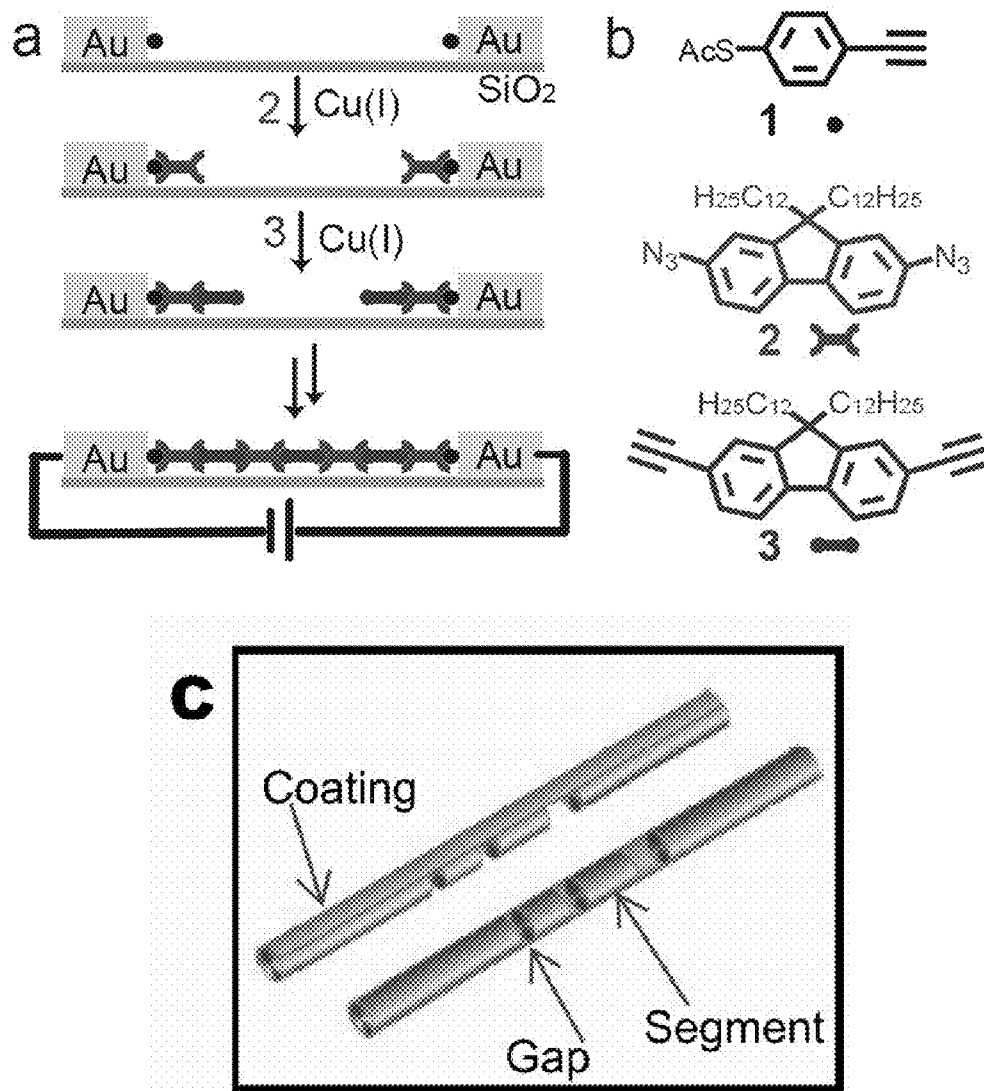 a
Au Au
SiO2
2 Cu(I)
Au Au
3 Cu(I)
Au Au
Au Au
b
AcS
1
H25C12 C12H25
N3 N3
2
H25C12 C12H25
3
c
Coating
Segment
Gap